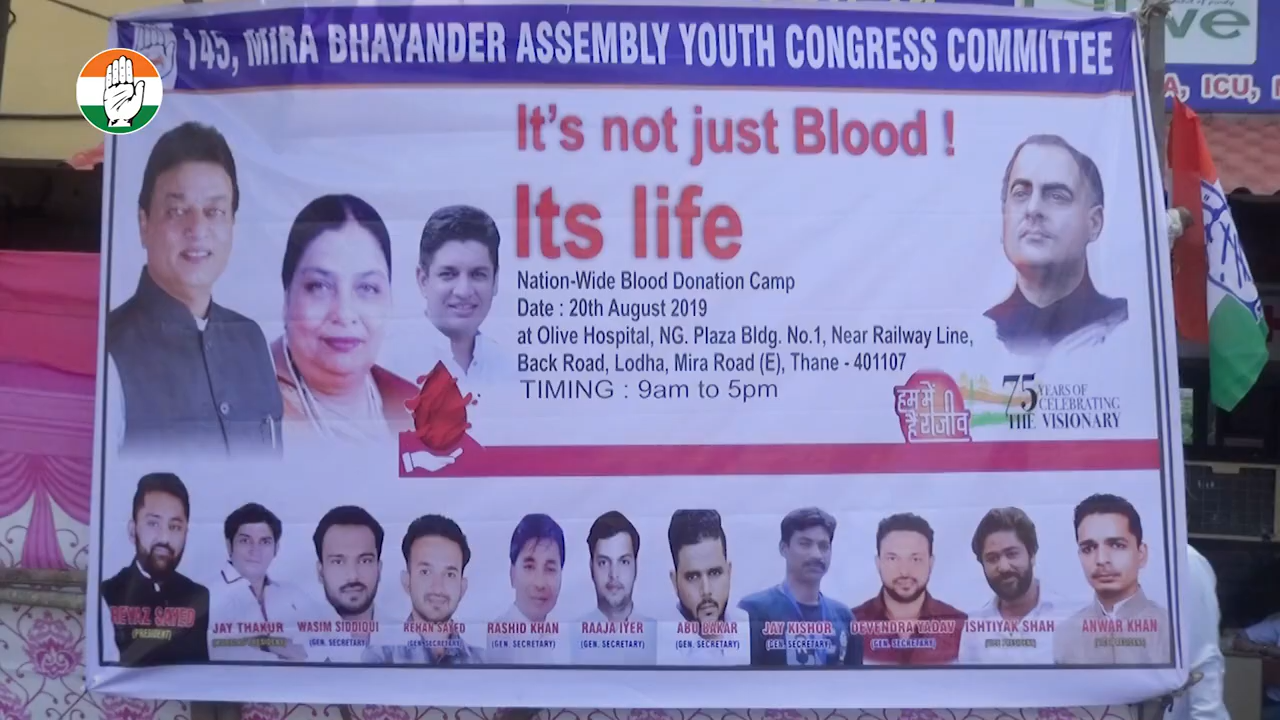 145, MIRA BHAYANDER ASSEMBLY YOUTH CONGRESS COMMITTEE
It's not just Blood !
Its life
Nation-Wide Blood Donation Camp
Date : 20th August 2019
at Olive Hospital, NG. Plaza Bldg. No.1, Near Railway Line,
Back Road, Lodha, Mira Road (E), Thane - 401107
TIMING : 9am to 5pm
हम में
है राजीव
75 YEARS OF
CELEBRATING
THE VISIONARY
REYAZ SAYED
(PRESIDENT)
JAY THAKUR
WASIM SIDDIQUI
(GEN. SECRETARY)
REHAN SAYED
(GEN. SECRETARY)
RASHID KHAN
(GEN. SECRETARY)
RAAJA IYER
(GEN. SECRETARY)
ABU BAKAR
(GEN. SECRETARY)
JAY KISHOR
(GEN. SECRETARY)
DEVENDRA YADAV
(GEN. SECRETARY)
ISHTIYAK SHAH
ANWAR KHAN
ICU,